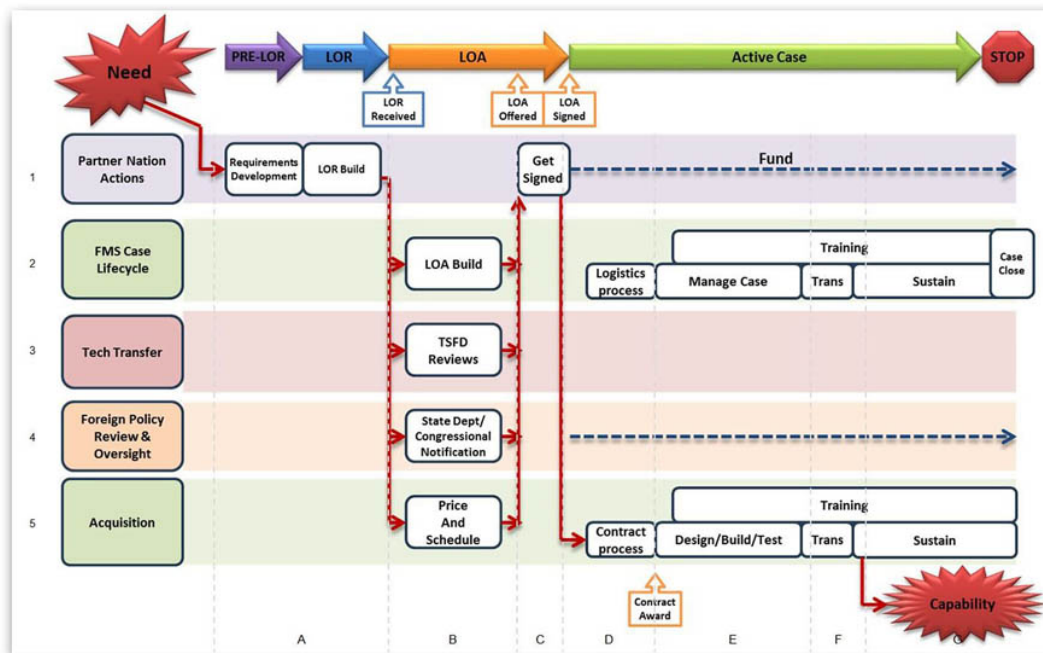 Need
PRE-LOR
LOR
LOA
Active Case
STOP
LOR
Received
LOA
Offered
LOA
Signed
1
Partner Nation
Actions
Requirements
Development
LOR Build
Get
Signed
Fund
2
FMS Case
Lifecycle
LOA Build
Training
Logistics
process
Manage Case
Trans
Sustain
Case
Close
3
Tech Transfer
TSFD
Reviews
4
Foreign Policy
Review &
Oversight
State Dept/
Congressional
Notification
5
Acquisition
Price
And
Schedule
Training
Contract
process
Design/Build/Test
Trans
Sustain
Contract
Award
Capability
A
B
C
D
E
F
G